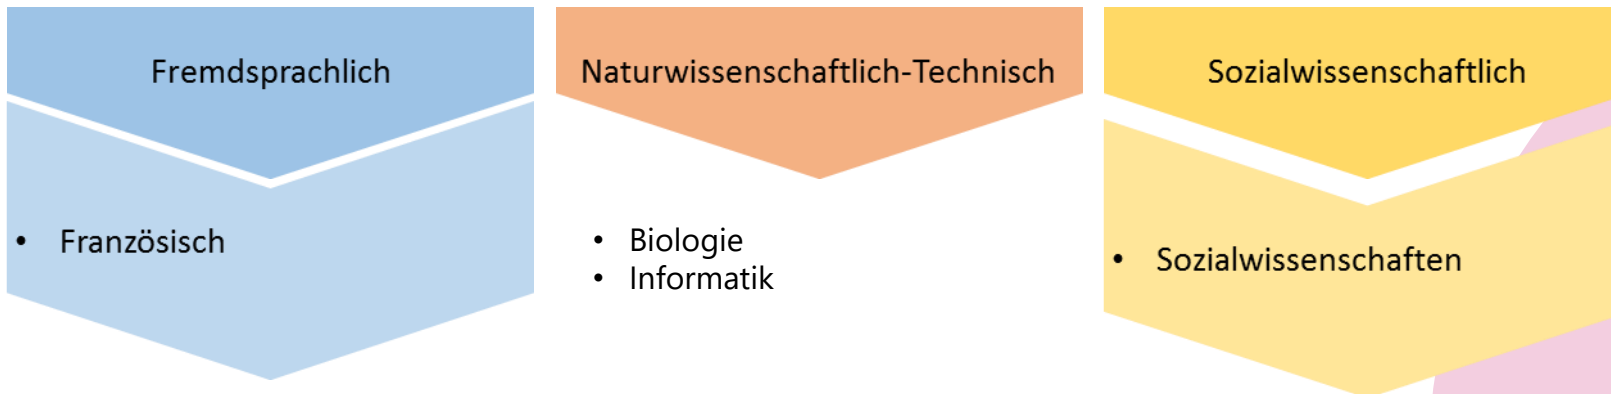 Fremdsprachlich
• Französisch
Naturwissenschaftlich-Technisch
• Biologie
• Informatik
Sozialwissenschaftlich
• Sozialwissenschaften